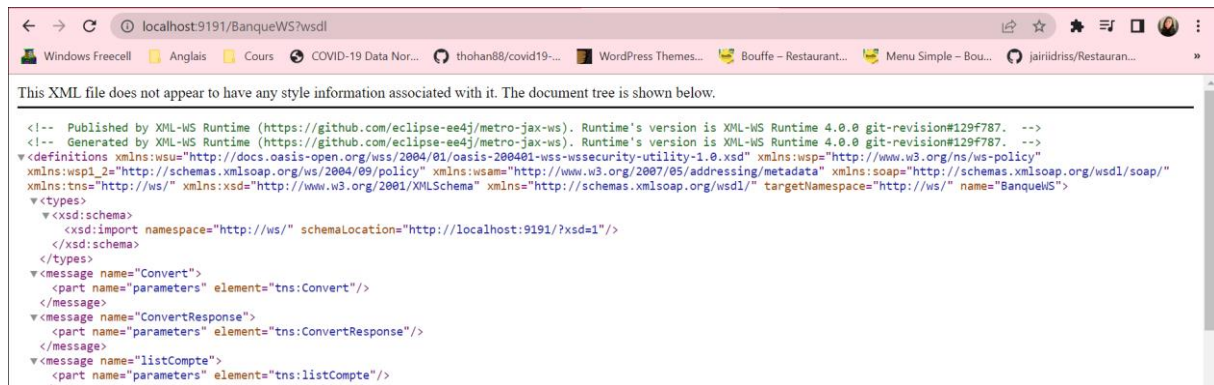 localhost:9191/BanqueWS?wsdl
Windows Freecell Anglais Cours COVID-19 Data Nor... thohan88/covid19-... WordPress Themes... Bouffe – Restaurant... Menu Simple – Bou... jairiidriss/Restauran... »
This XML file does not appear to have any style information associated with it. The document tree is shown below.
<!-- Published by XML-WS Runtime (https://github.com/eclipse-ee4j/metro-jax-ws). Runtime's version is XML-WS Runtime 4.0.0 git-revision#129f787. -->
<!-- Generated by XML-WS Runtime (https://github.com/eclipse-ee4j/metro-jax-ws). Runtime's version is XML-WS Runtime 4.0.0 git-revision#129f787. -->
▼<definitions xmlns:wsu="http://docs.oasis-open.org/wss/2004/01/oasis-200401-wss-wssecurity-utility-1.0.xsd" xmlns:wsp="http://www.w3.org/ns/ws-policy"
xmlns:wsp1_2="http://schemas.xmlsoap.org/ws/2004/09/policy" xmlns:wsam="http://www.w3.org/2007/05/addressing/metadata" xmlns:soap="http://schemas.xmlsoap.org/wsdl/soap/"
xmlns:tns="http://ws/" xmlns:xsd="http://www.w3.org/2001/XMLSchema" xmlns="http://schemas.xmlsoap.org/wsdl/" targetNamespace="http://ws/" name="BanqueWS">
▼<types>
▼<xsd:schema>
<xsd:import namespace="http://ws/" schemaLocation="http://localhost:9191/?xsd=1"/>
</xsd:schema>
</types>
▼<message name="Convert">
<part name="parameters" element="tns:Convert"/>
</message>
▼<message name="ConvertResponse">
<part name="parameters" element="tns:ConvertResponse"/>
</message>
▼<message name="listCompte">
<part name="parameters" element="tns:listCompte"/>